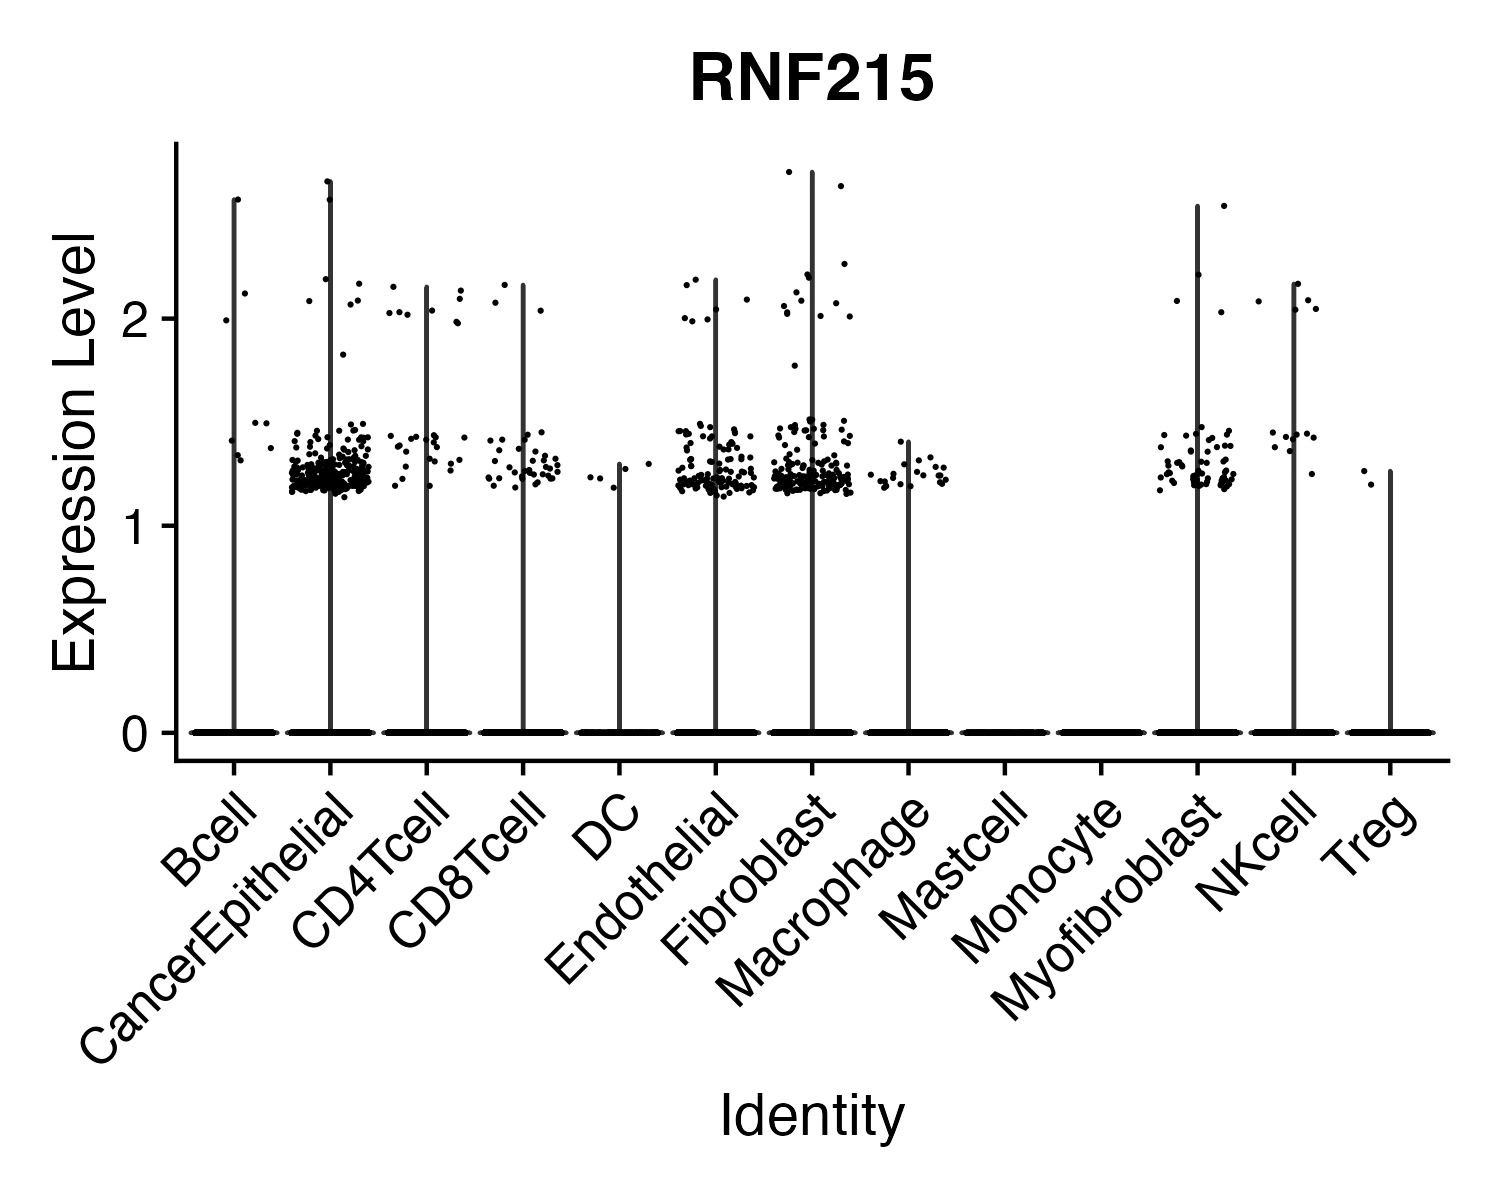 RNF215
Expression Level
2
1
0
Bcell
CancerEpithelial
CD4Tcell
CD8Tcell
DC
Endothelial
Fibroblast
Macrophage
Mastcell
Monocyte
Myofibroblast
NKcell
Treg
Identity